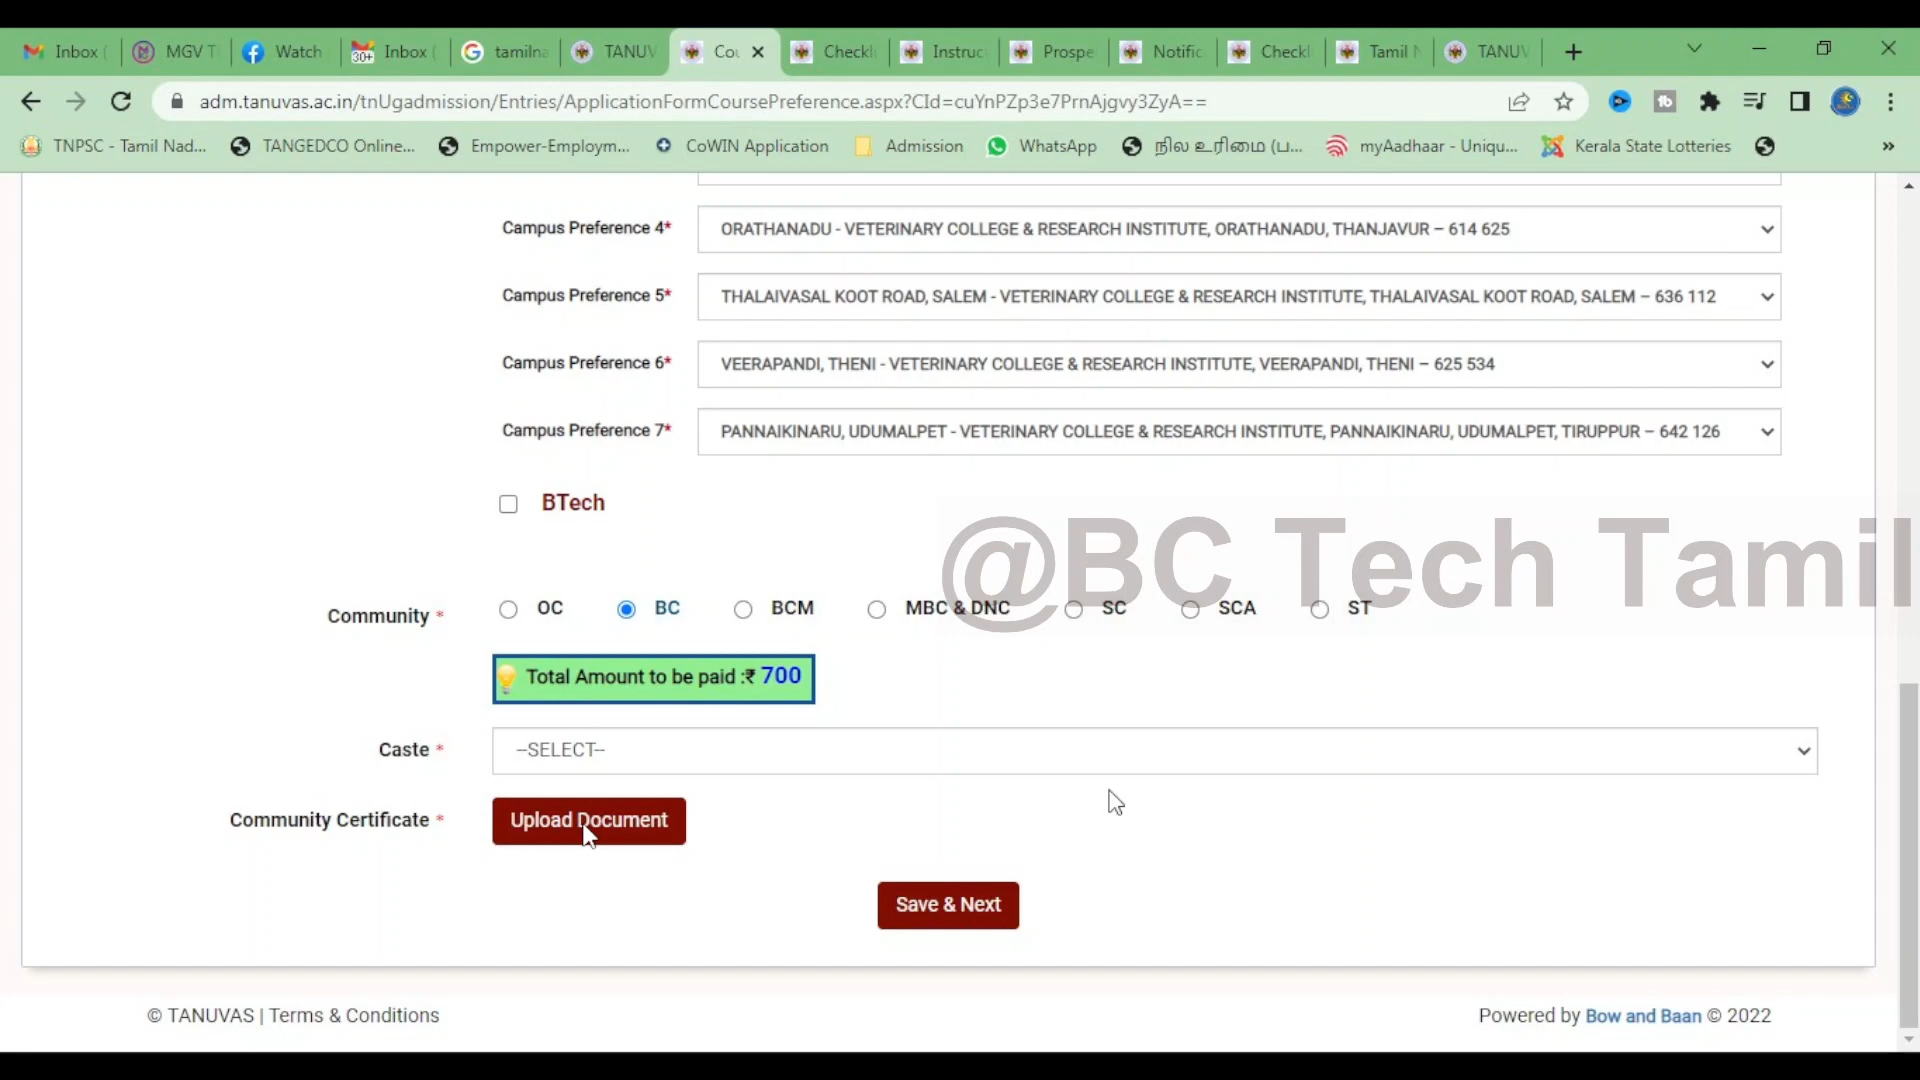 Inbox (
MGV T
Watch
Inbox (
30+
tamilna
TANUV
Cou
Checkli
Instruc
Prospe
Notific
Checkl
Tamil N
TANUV
adm.tanuvas.ac.in/tnUgadmission/Entries/ApplicationFormCoursePreference.aspx?CId=cuYnPZp3e7PrnAjgvy3ZyA==
TNPSC - Tamil Nad...
TANGEDCO Online...
Empower-Employm...
CoWIN Application
Admission
WhatsApp
நில உரிமை (ப...
myAadhaar - Uniqu...
Kerala State Lotteries
»
Campus Preference 4*
ORATHANADU - VETERINARY COLLEGE & RESEARCH INSTITUTE, ORATHANADU, THANJAVUR – 614 625
Campus Preference 5*
THALAIVASAL KOOT ROAD, SALEM - VETERINARY COLLEGE & RESEARCH INSTITUTE, THALAIVASAL KOOT ROAD, SALEM – 636 112
Campus Preference 6*
VEERAPANDI, THENI - VETERINARY COLLEGE & RESEARCH INSTITUTE, VEERAPANDI, THENI – 625 534
Campus Preference 7*
PANNAIKINARU, UDUMALPET - VETERINARY COLLEGE & RESEARCH INSTITUTE, PANNAIKINARU, UDUMALPET, TIRUPPUR – 642 126
BTech
@BC Tech Tamil
Community *
OC
BC
BCM
MBC & DNC
SC
SCA
ST
Total Amount to be paid :₹ 700
Caste *
--SELECT--
Community Certificate *
Upload Document
Save & Next
© TANUVAS | Terms & Conditions
Powered by Bow and Baan © 2022